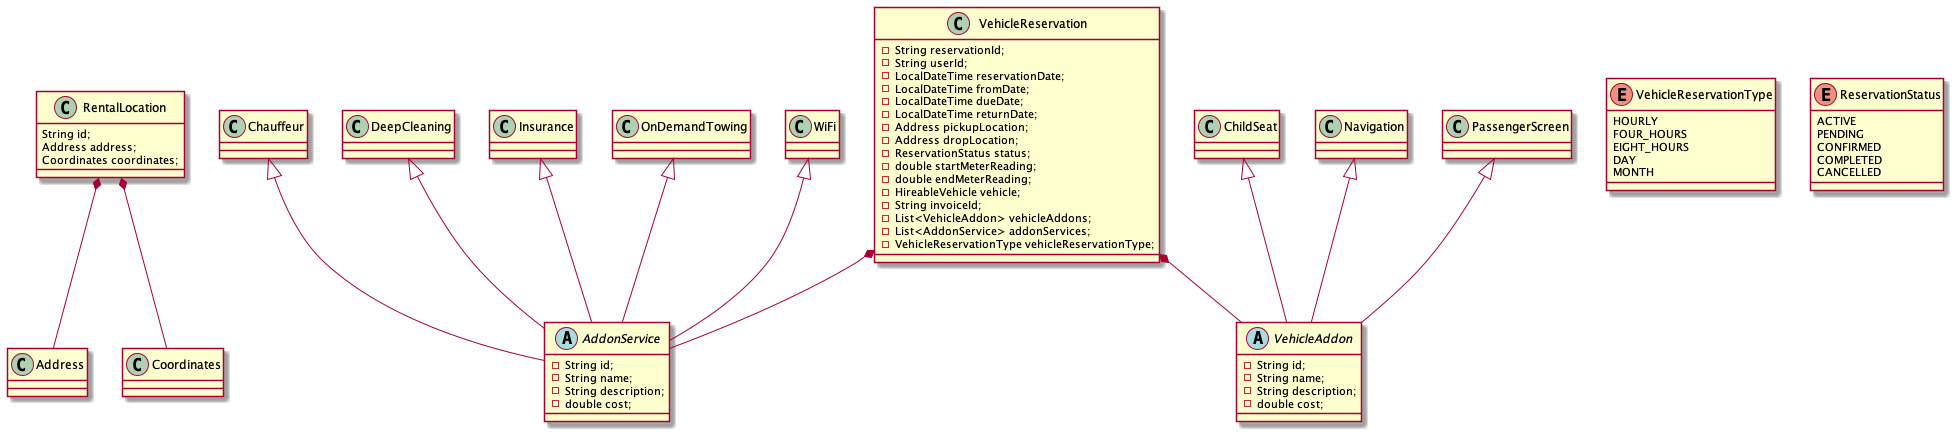 C VehicleReservation
String reservationId;
String userId;
LocalDateTime reservationDate;
LocalDateTime fromDate;
LocalDateTime dueDate;
LocalDateTime returnDate;
Address pickupLocation;
Address dropLocation;
ReservationStatus status;
double startMeterReading;
double endMeterReading;
HireableVehicle vehicle;
String invoiceId;
List<VehicleAddon> vehicleAddons;
List<AddonService> addonServices;
VehicleReservationType vehicleReservationType;
C RentalLocation
String id;
Address address;
Coordinates coordinates;
C Chauffeur
C DeepCleaning
C Insurance
C OnDemandTowing
C WiFi
C ChildSeat
C Navigation
C PassengerScreen
E VehicleReservationType
HOURLY
FOUR_HOURS
EIGHT_HOURS
DAY
MONTH
E ReservationStatus
ACTIVE
PENDING
CONFIRMED
COMPLETED
CANCELLED
C Address
C Coordinates
A AddonService
String id;
String name;
String description;
double cost;
A VehicleAddon
String id;
String name;
String description;
double cost;